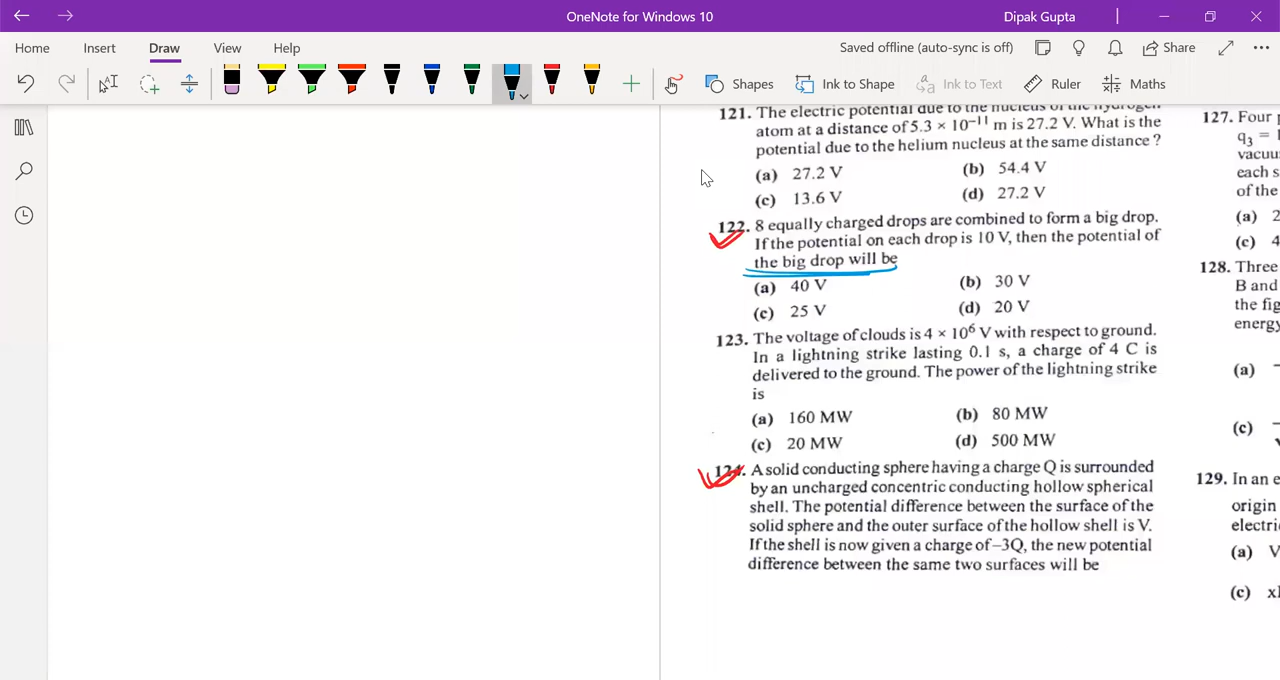 OneNote for Windows 10
Dipak Gupta
Home Insert Draw View Help
Saved offline (auto-sync is off)
Share
Shapes
Ink to Shape
Ink to Text
Ruler
Maths
121. The electric potential due to the nucleus of the hydrogen
atom at a distance of 5.3 × 10⁻¹¹ m is 27.2 V. What is the
potential due to the helium nucleus at the same distance ?
(a) 27.2 V (b) 54.4 V
(c) 13.6 V (d) 27.2 V
122. 8 equally charged drops are combined to form a big drop.
If the potential on each drop is 10 V, then the potential of
the big drop will be
(a) 40 V (b) 30 V
(c) 25 V (d) 20 V
123. The voltage of clouds is 4 × 10⁶ V with respect to ground.
In a lightning strike lasting 0.1 s, a charge of 4 C is
delivered to the ground. The power of the lightning strike
is
(a) 160 MW (b) 80 MW
(c) 20 MW (d) 500 MW
124. A solid conducting sphere having a charge Q is surrounded
by an uncharged concentric conducting hollow spherical
shell. The potential difference between the surface of the
solid sphere and the outer surface of the hollow shell is V.
If the shell is now given a charge of –3Q, the new potential
difference between the same two surfaces will be
127. Four
q₃ =
each
of the
(a) 2
(c) 4
128. Three
B and
the fig
energy
(a)
(c)
129. In an
origin
(a) V
(c)